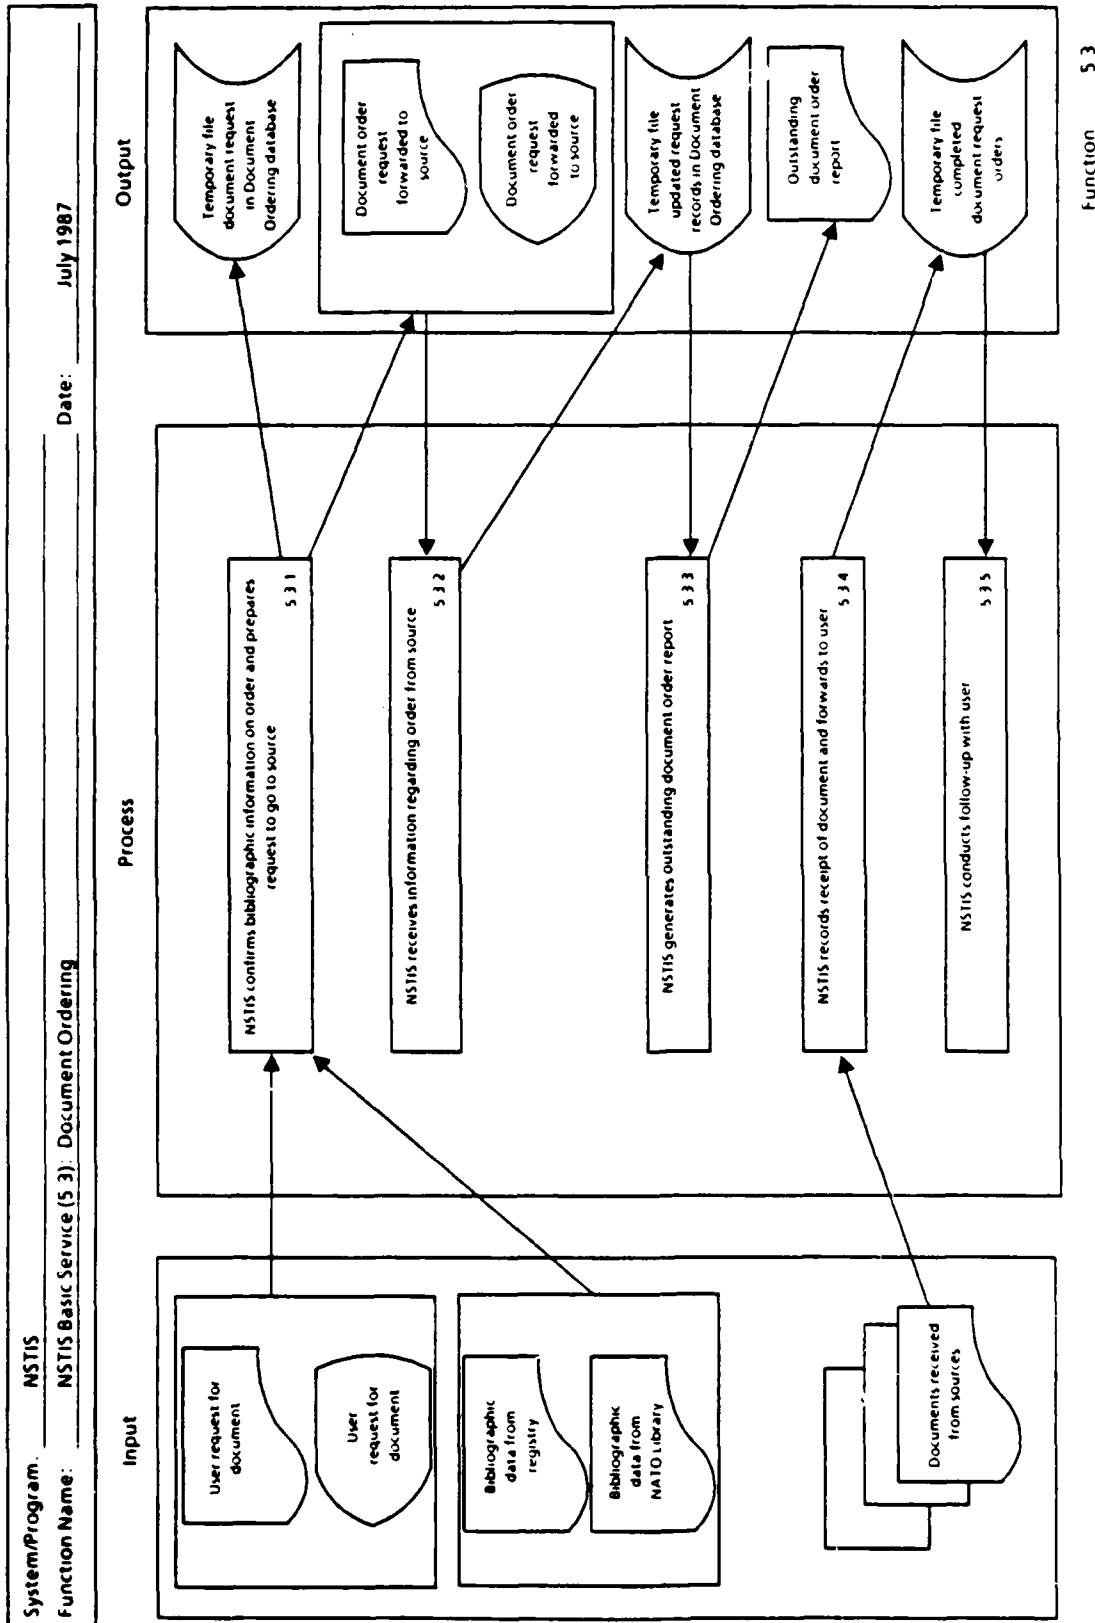 System/Program. NSTIS
Function Name: NSTIS Basic Service (5 3): Document Ordering
Date: July 1987
Input
Process
Output
User request for
document
User
request for
document
Bibliographic
data from
registry
Bibliographic
data from
NATO Library
Documents received
from sources
NSTIS confirms bibliographic information on order and prepares
request to go to source
5 3 1
NSTIS receives information regarding order from source
5 3 2
NSTIS generates outstanding document order report
5 3 3
NSTIS records receipt of document and forwards to user
5 3 4
NSTIS conducts follow-up with user
5 3 5
Temporary file
document request
in Document
Ordering database
Document order
request
forwarded to
source
Document order
request
forwarded
to source
Temporary file
updated request
records in Document
Ordering database
Outstanding
document order
report
Temporary file
completed
document request
orders
Function 5 3